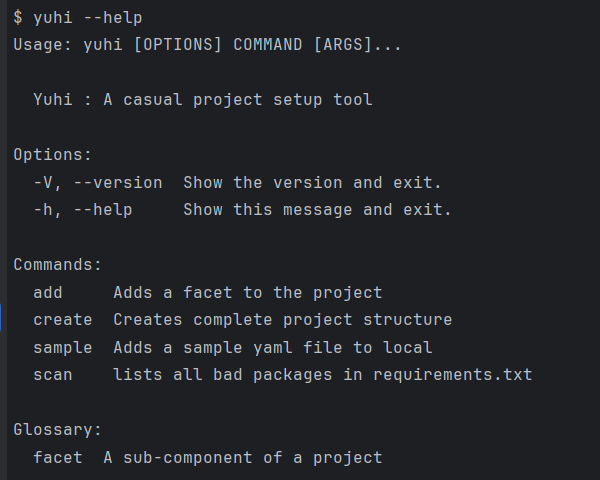 $ yuhi --help
Usage: yuhi [OPTIONS] COMMAND [ARGS]...
Yuhi : A casual project setup tool
Options:
-V, --version  Show the version and exit.
-h, --help     Show this message and exit.
Commands:
add     Adds a facet to the project
create  Creates complete project structure
sample  Adds a sample yaml file to local
scan    lists all bad packages in requirements.txt
Glossary:
facet  A sub-component of a project